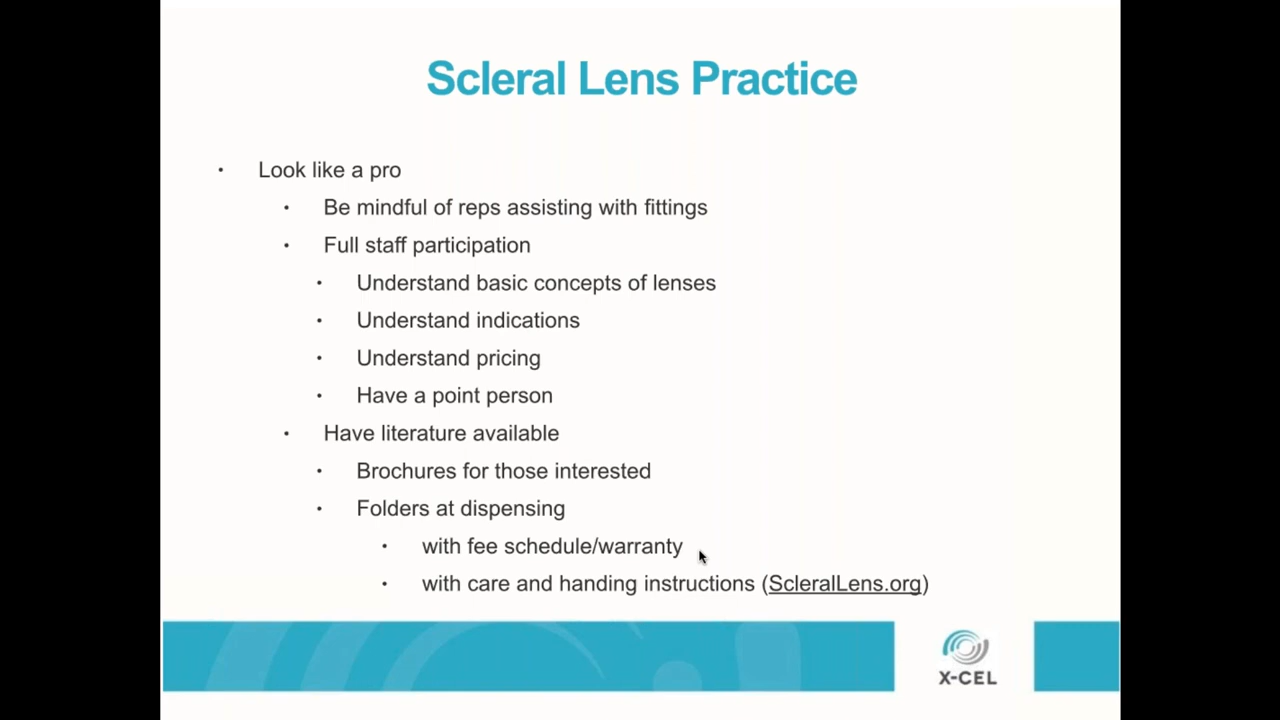 Scleral Lens Practice
• Look like a pro
• Be mindful of reps assisting with fittings
• Full staff participation
• Understand basic concepts of lenses
• Understand indications
• Understand pricing
• Have a point person
• Have literature available
• Brochures for those interested
• Folders at dispensing
• with fee schedule/warranty
• with care and handing instructions (ScleralLens.org)
X-CEL